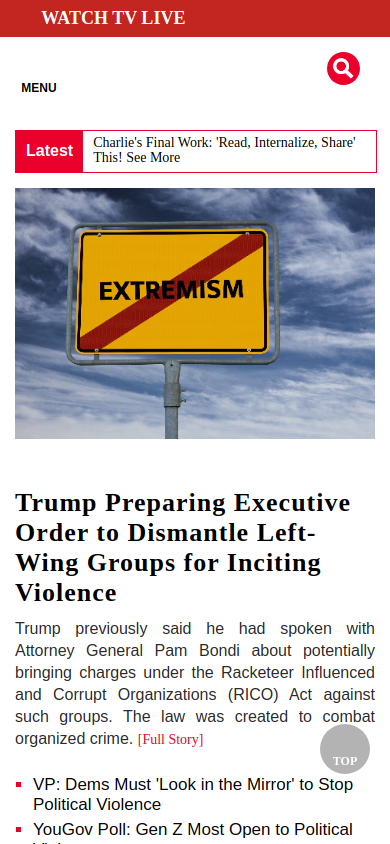 WATCH TV LIVE
MENU
Latest
Charlie's Final Work: 'Read, Internalize, Share'
This! See More
EXTREMISM
Trump Preparing Executive
Order to Dismantle Left-
Wing Groups for Inciting
Violence
Trump previously said he had spoken with
Attorney General Pam Bondi about potentially
bringing charges under the Racketeer Influenced
and Corrupt Organizations (RICO) Act against
such groups. The law was created to combat
organized crime. [Full Story]
TOP
VP: Dems Must 'Look in the Mirror' to Stop
Political Violence
YouGov Poll: Gen Z Most Open to Political